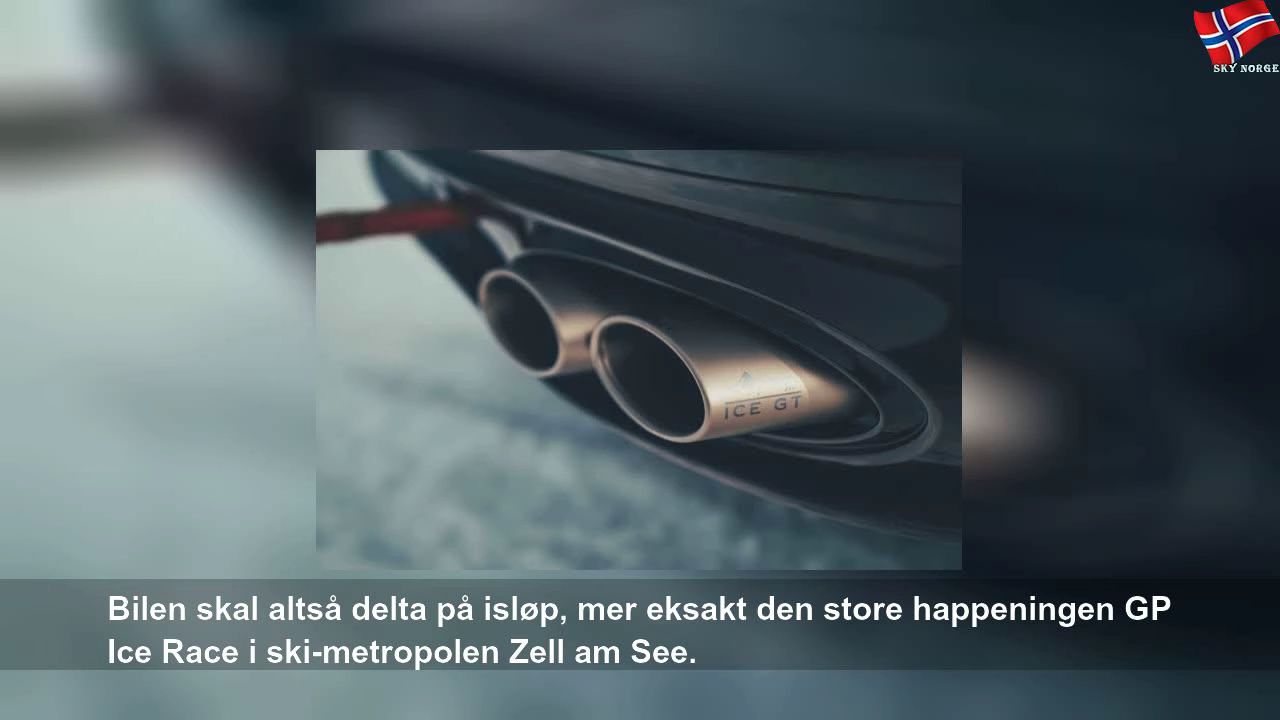 SKY NORGE
ICE GT
Bilen skal altså delta på isløp, mer eksakt den store happeningen GP
Ice Race i ski-metropolen Zell am See.